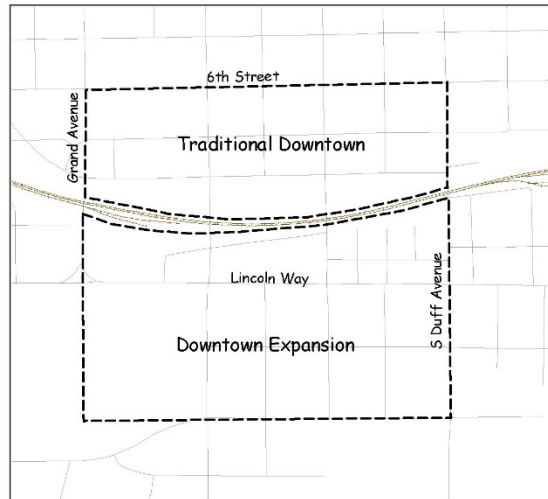 6th Street
Grand Avenue
Traditional Downtown
Lincoln Way
S Duff Avenue
Downtown Expansion